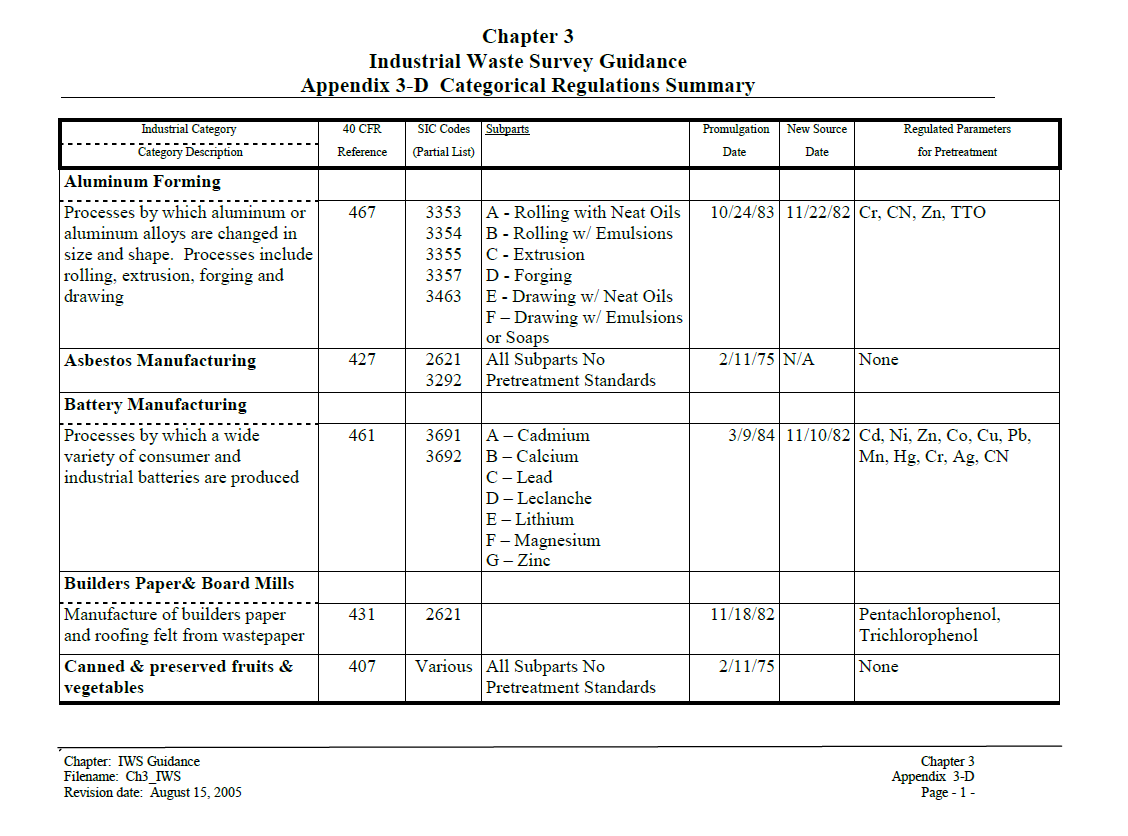 Chapter 3
Industrial Waste Survey Guidance
Appendix 3-D Categorical Regulations Summary
Industrial Category 40 CFR SIC Codes Subparts Promulgation New Source Regulated Parameters
Category Description Reference (Partial List) Date Date for Pretreatment
Aluminum Forming
Processes by which aluminum or 467 3353 A - Rolling with Neat Oils 10/24/83 11/22/82 Cr, CN, Zn, TTO
aluminum alloys are changed in 3354 B - Rolling w/ Emulsions
size and shape. Processes include 3355 C - Extrusion
rolling, extrusion, forging and 3357 D - Forging
drawing 3463 E - Drawing w/ Neat Oils
F – Drawing w/ Emulsions
or Soaps
Asbestos Manufacturing 427 2621 All Subparts No 2/11/75 N/A None
3292 Pretreatment Standards
Battery Manufacturing
Processes by which a wide 461 3691 A – Cadmium 3/9/84 11/10/82 Cd, Ni, Zn, Co, Cu, Pb,
variety of consumer and 3692 B – Calcium Mn, Hg, Cr, Ag, CN
industrial batteries are produced C – Lead
D – Leclanche
E – Lithium
F – Magnesium
G – Zinc
Builders Paper& Board Mills
Manufacture of builders paper 431 2621 11/18/82 Pentachlorophenol,
and roofing felt from wastepaper Trichlorophenol
Canned & preserved fruits & 407 Various All Subparts No 2/11/75 None
vegetables Pretreatment Standards
Chapter: IWS Guidance Chapter 3
Filename: Ch3_IWS Appendix 3-D
Revision date: August 15, 2005 Page - 1 -